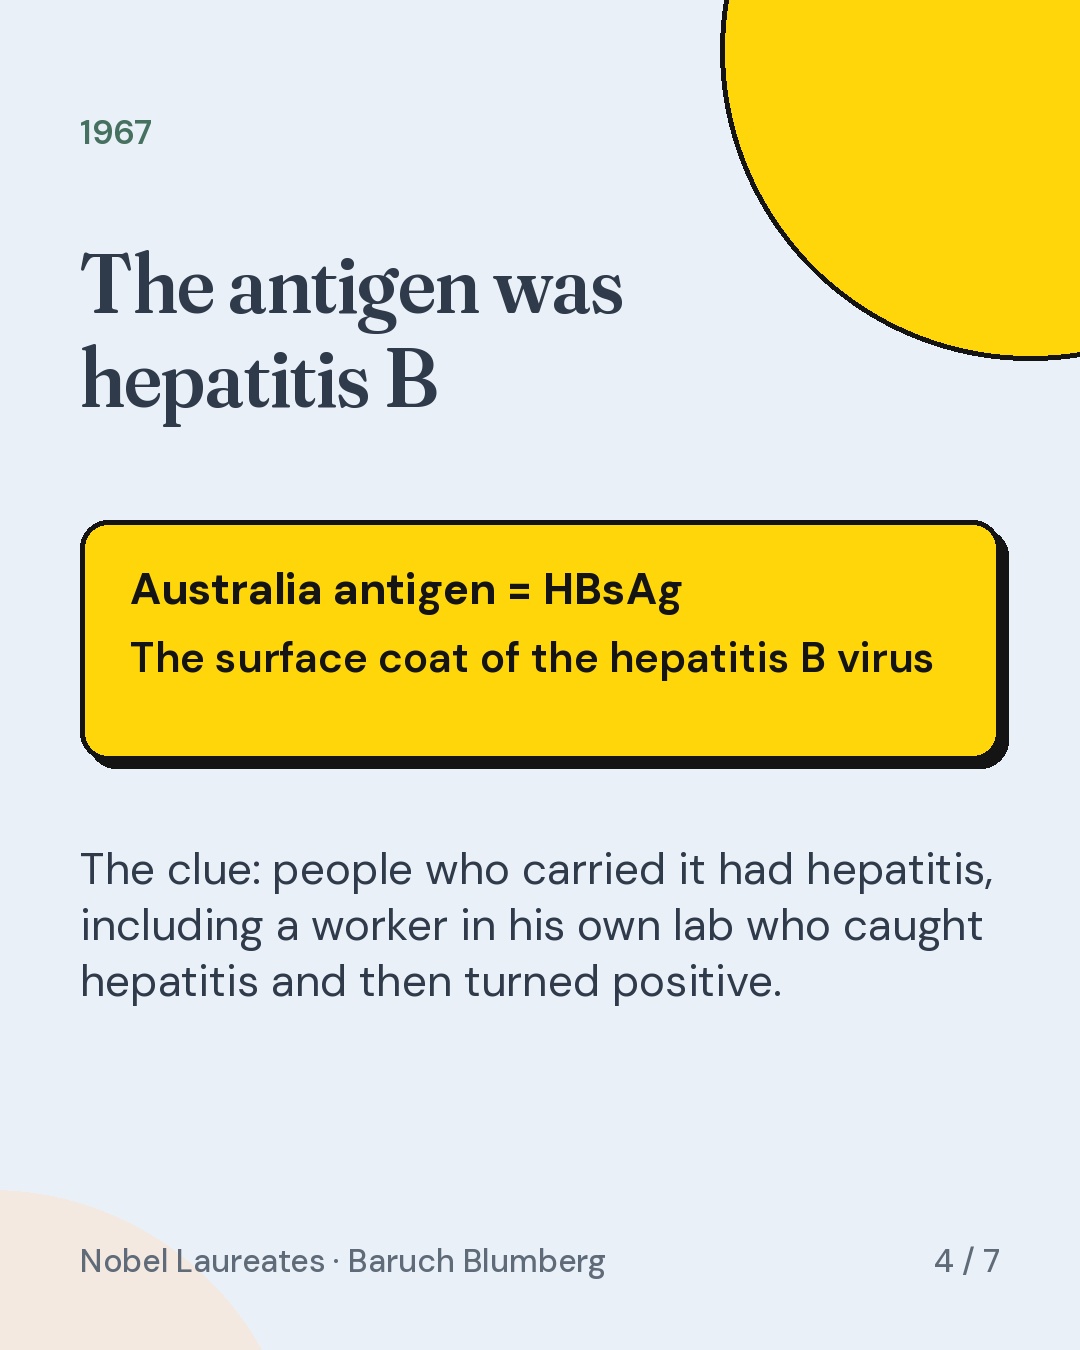 1967
The antigen was
hepatitis B
Australia antigen = HBsAg
The surface coat of the hepatitis B virus
The clue: people who carried it had hepatitis,
including a worker in his own lab who caught
hepatitis and then turned positive.
Nobel Laureates · Baruch Blumberg
4 / 7